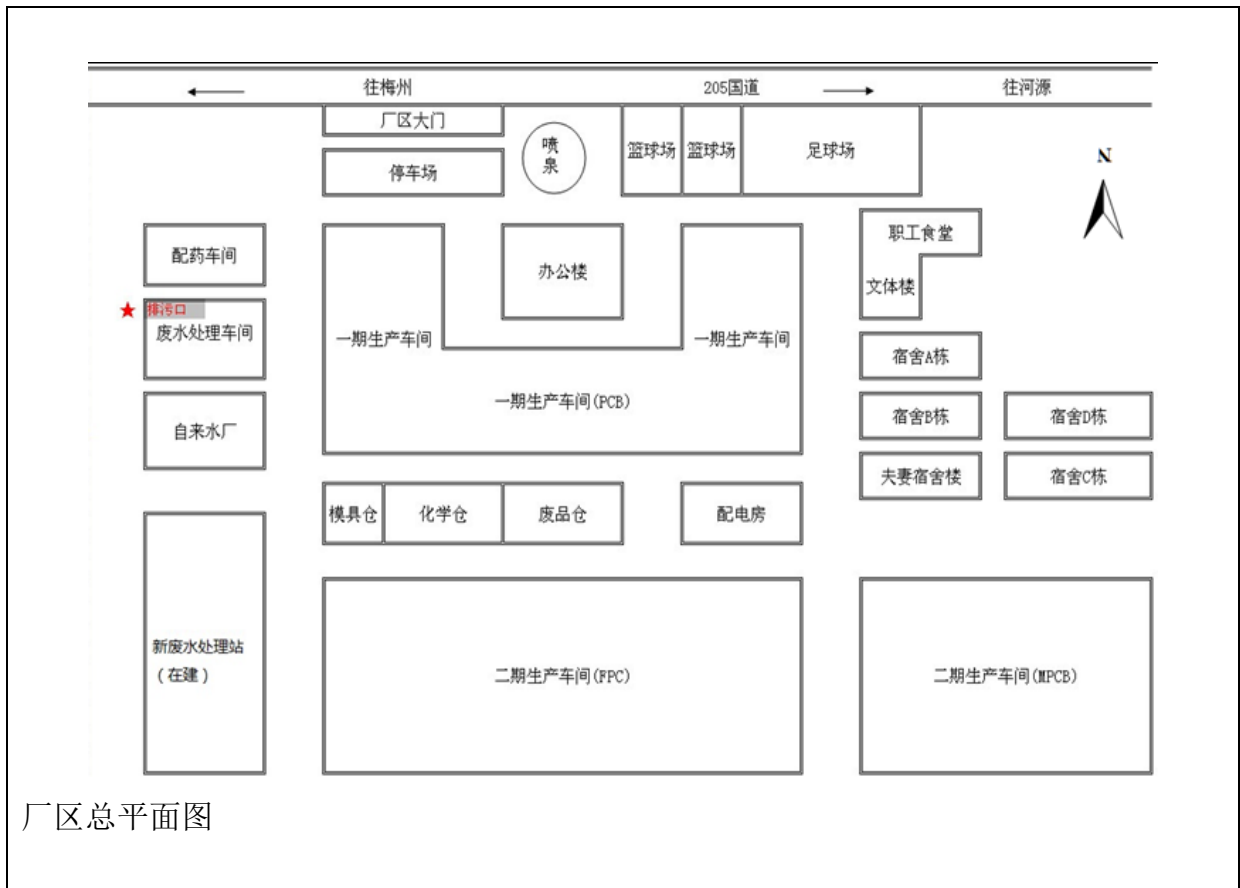 往梅州
205国道
往河源
厂区大门
喷
泉
篮球场
篮球场
足球场
停车场
N
配药车间
办公楼
职工食堂
文体楼
排污口
废水处理车间
一期生产车间
一期生产车间
宿舍A栋
一期生产车间(PCB)
自来水厂
宿舍B栋
宿舍D栋
夫妻宿舍楼
宿舍C栋
模具仓
化学仓
废品仓
配电房
新废水处理站
(在建)
二期生产车间(FPC)
二期生产车间(MPCB)
厂区总平面图